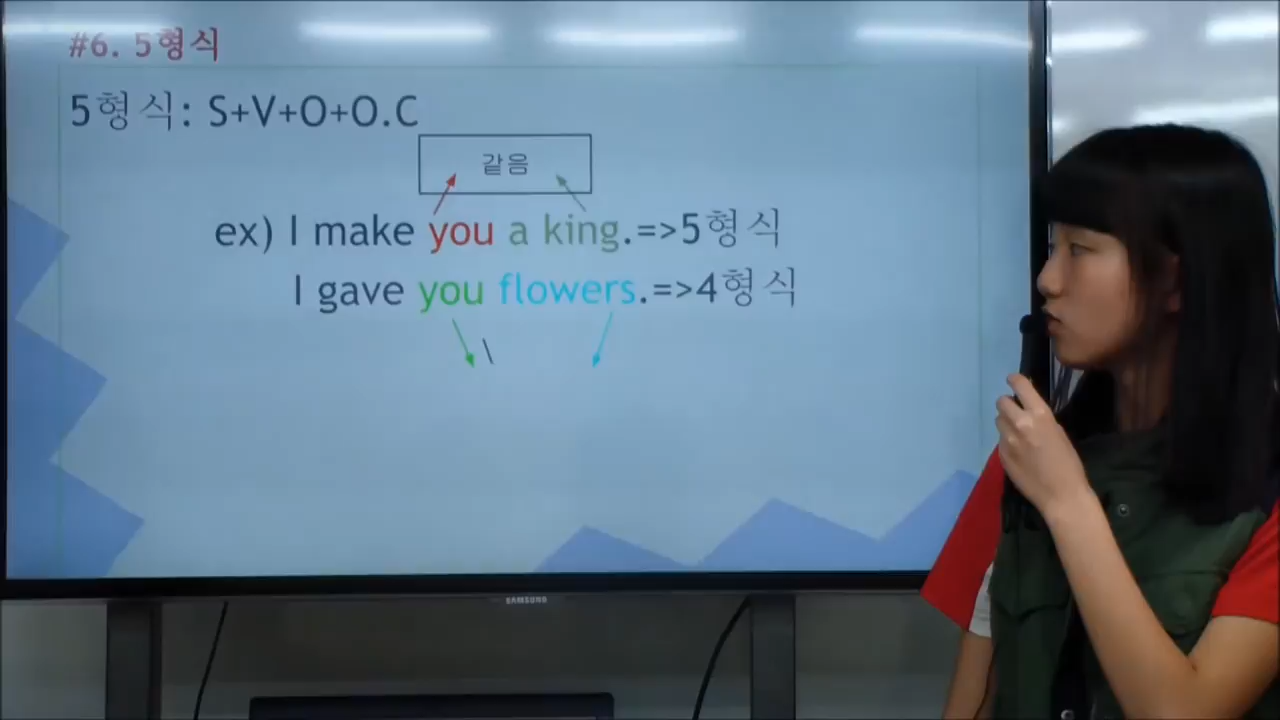 #6. 5형식
5형식: S+V+O+O.C
같음
ex) I make you a king.=>5형식
I gave you flowers.=>4형식
\
SAMSUNG